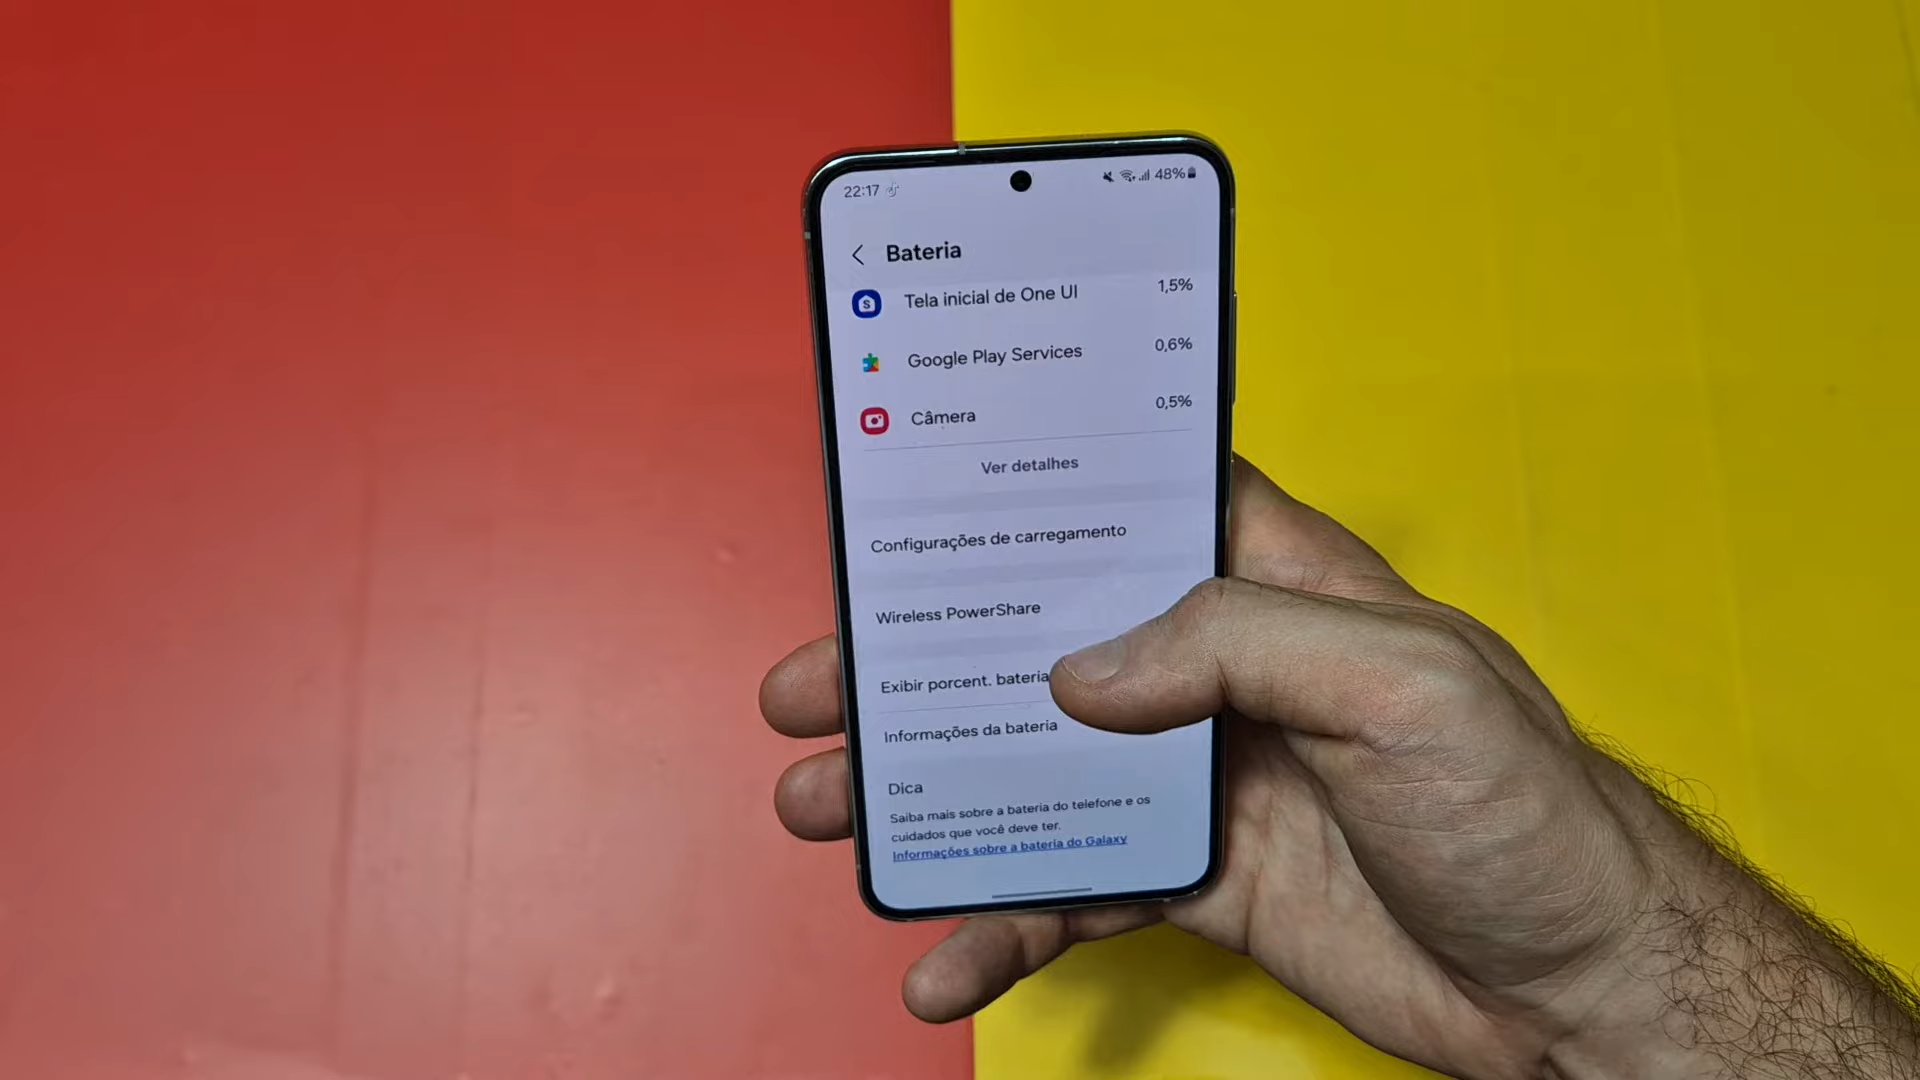 22:17
48%
Bateria
Tela inicial de One UI 1,5%
Google Play Services 0,6%
Câmera 0,5%
Ver detalhes
Configurações de carregamento
Wireless PowerShare
Exibir porcent. bateria
Informações da bateria
Dica
Saiba mais sobre a bateria do telefone e os
cuidados que você deve ter.
Informações sobre a bateria do Galaxy